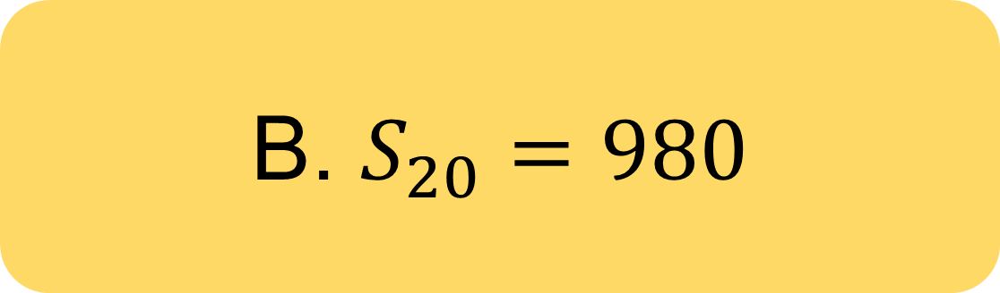 B. S₂₀ = 980